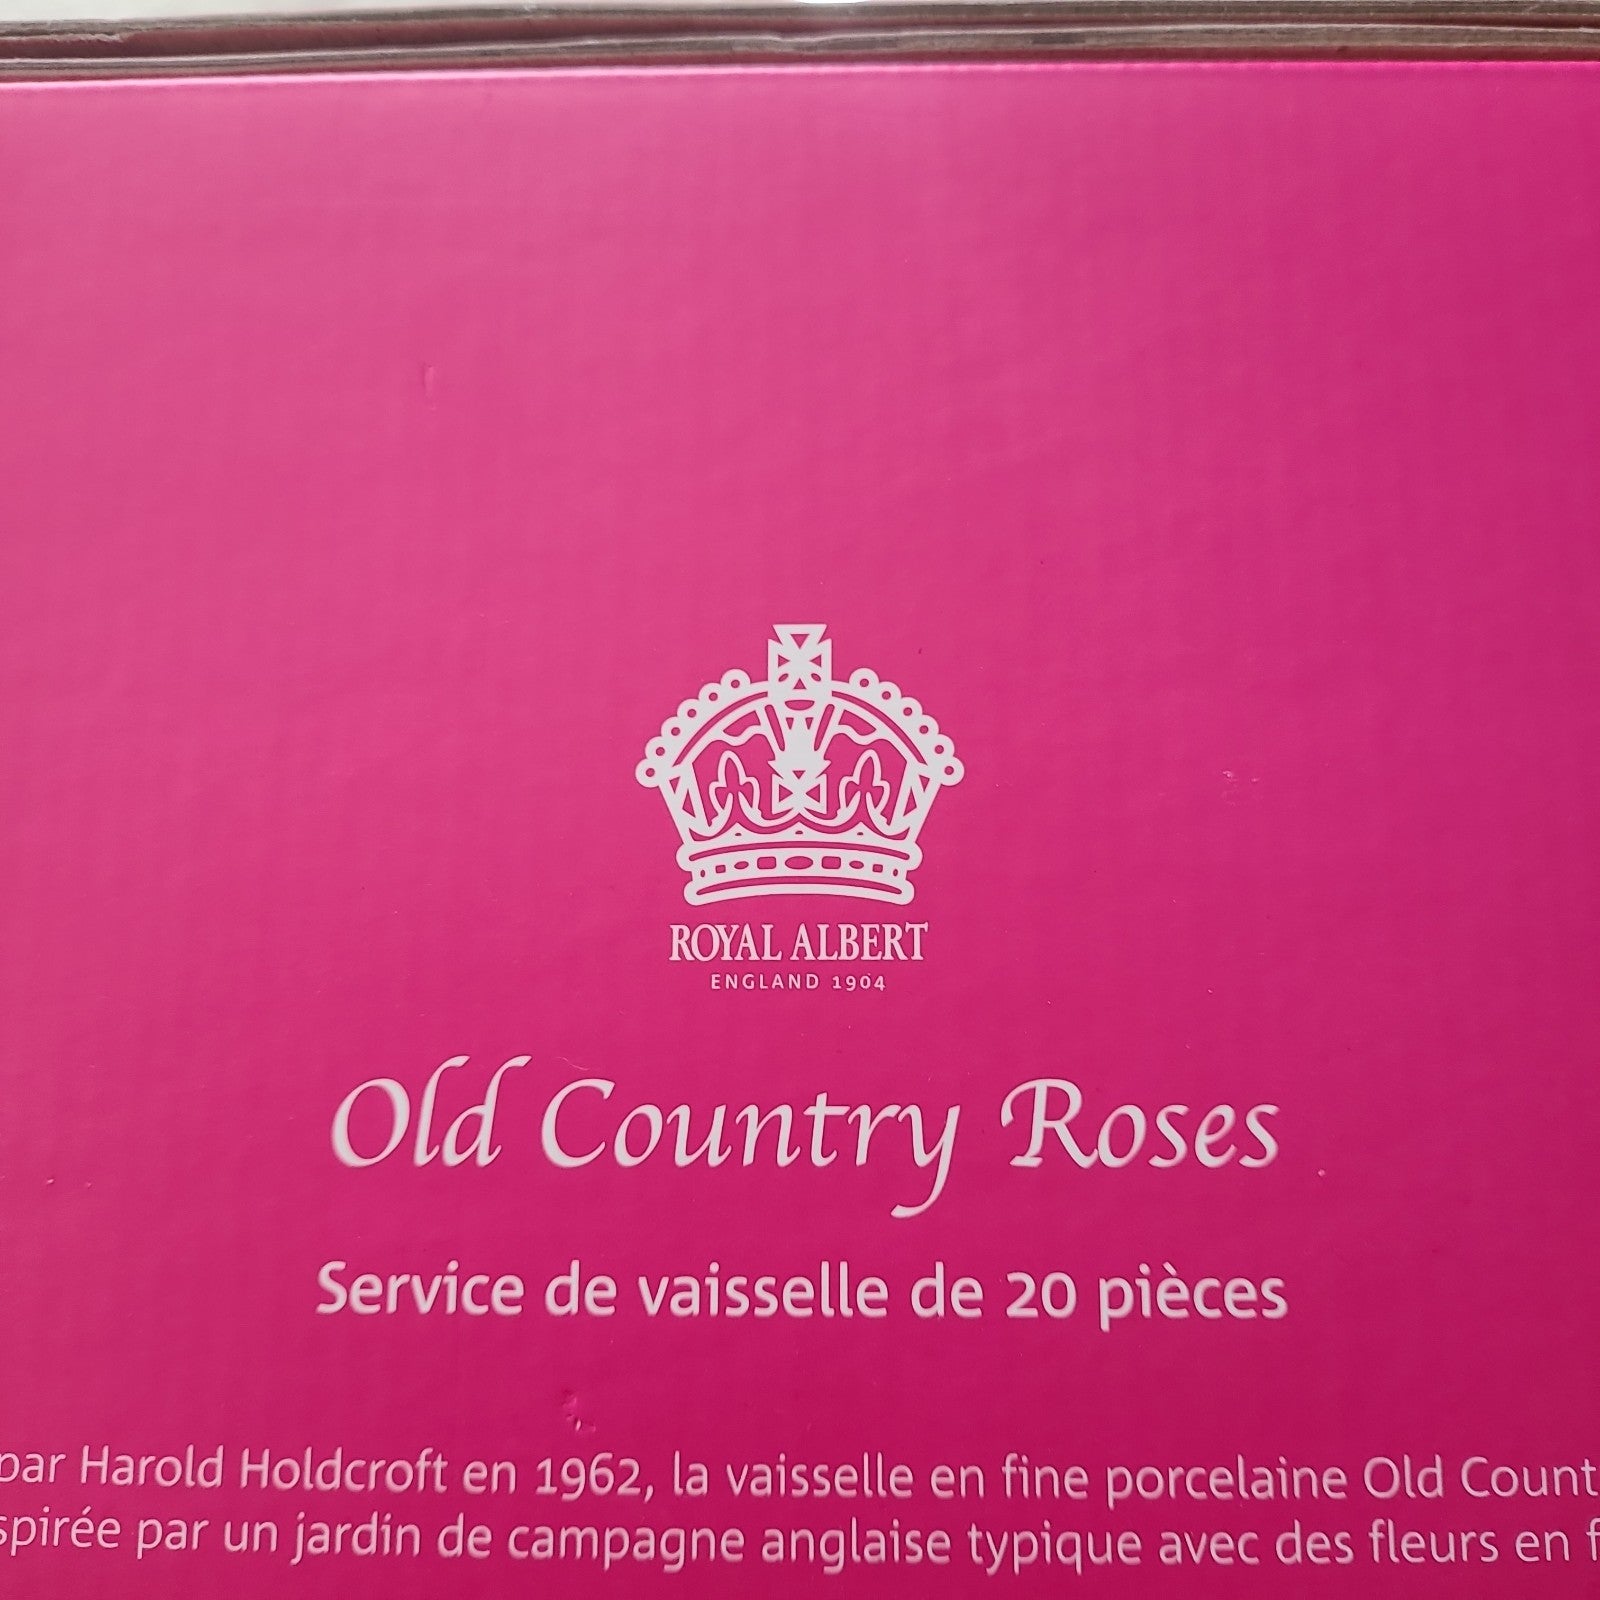 ROYAL ALBERT
ENGLAND 1904
Old Country Roses
Service de vaisselle de 20 pièces
par Harold Holdcroft en 1962, la vaisselle en fine porcelaine Old
par un jardin de campagne anglaise typique avec des fleurs en